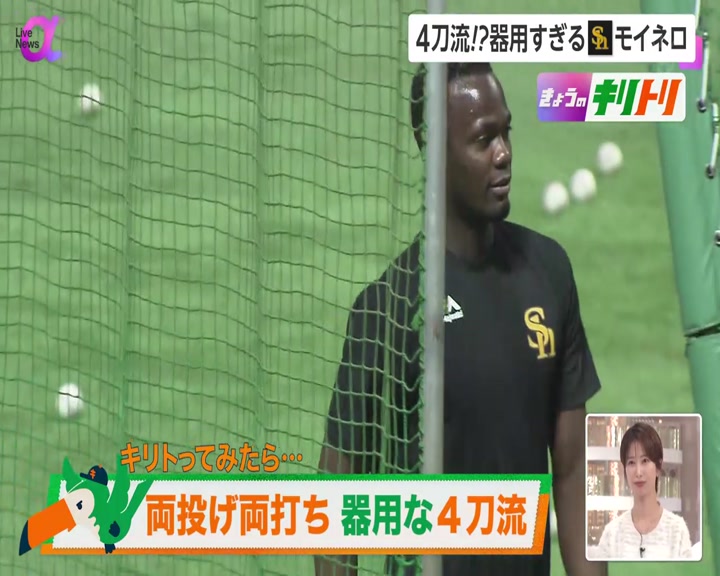 Live
News
α
4刀流!?器用すぎる Sh モイネロ
きょうの キリトリ
Sh
キリトってみたら…
両投げ両打ち 器用な4刀流